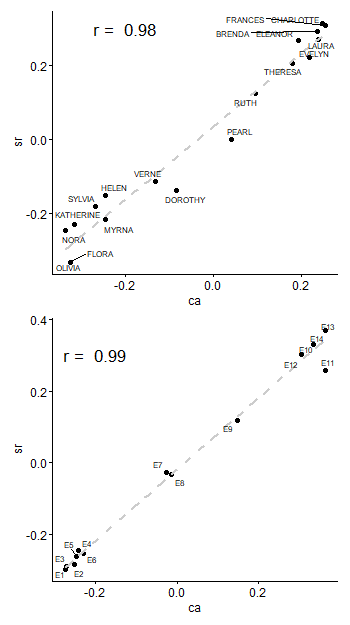 r = 0.98
FRANCES CHARLOTTE
BRENDA ELEANOR
LAURA
EVELYN
THERESA
0.2
RUTH
PEARL
0.0
sr
VERNE
HELEN
DOROTHY
SYLVIA
-0.2
KATHERINE
MYRNA
NORA
FLORA
OLIVIA
-0.2 0.0 0.2
ca
0.4
E13
r = 0.99
E14
E10
E12 E11
0.2
E9
sr
0.0
E7
E8
-0.2
E5 E4
E3 E6
E1 E2
-0.2 0.0 0.2
ca